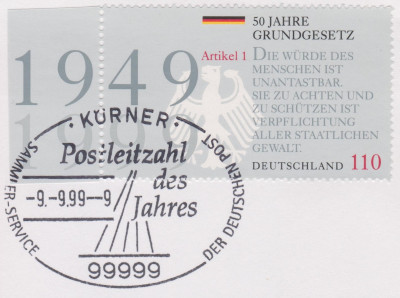 50 JAHRE
GRUNDGESETZ
1949
1999
Artikel 1
DIE WÜRDE DES
MENSCHEN IST
UNANTASTBAR.
SIE ZU ACHTEN UND
ZU SCHÜTZEN IST
VERPFLICHTUNG
ALLER STAATLICHEN
GEWALT.
DEUTSCHLAND 110
· KÖRNER ·
Postleitzahl
des
Jahres
-9.-9.99--9
99999
SAMMLER-SERVICE
DER DEUTSCHEN POST